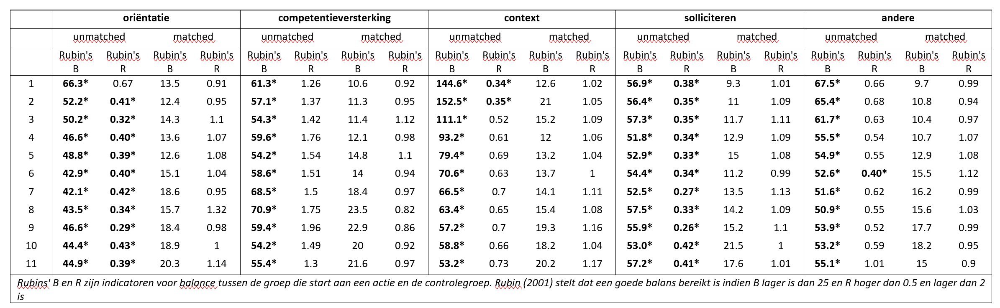 oriëntatie competentieversterking context solliciteren andere
unmatched matched unmatched matched unmatched matched unmatched matched unmatched matched
Rubin's Rubin's Rubin's Rubin's Rubin's Rubin's Rubin's Rubin's Rubin's Rubin's Rubin's Rubin's Rubin's Rubin's Rubin's Rubin's Rubin's Rubin's Rubin's Rubin's
B R B R B R B R B R B R B R B R B R B R
1 66.3* 0.67 13.5 0.91 61.3* 1.26 10.6 0.92 144.6* 0.34* 12.6 1.02 56.9* 0.38* 9.3 1.01 67.5* 0.66 9.7 0.99
2 52.2* 0.41* 12.4 0.95 57.1* 1.37 11.3 0.95 152.5* 0.35* 21 1.05 56.4* 0.35* 11 1.09 65.4* 0.68 10.8 0.94
3 50.2* 0.32* 14.3 1.1 54.3* 1.42 11.4 1.12 111.1* 0.52 15.2 1.09 57.3* 0.35* 11.7 1.11 61.7* 0.63 10.4 0.97
4 46.6* 0.40* 13.6 1.07 59.6* 1.76 12.1 0.98 93.2* 0.61 12 1.06 51.8* 0.34* 12.9 1.09 55.5* 0.54 10.7 1.07
5 48.8* 0.39* 12.6 1.08 54.2* 1.54 14.8 1.1 79.4* 0.69 13.2 1.04 52.9* 0.33* 15 1.08 54.9* 0.55 12.9 1.08
6 42.9* 0.40* 15.1 1.04 58.6* 1.51 14 0.94 70.6* 0.63 13.7 1 54.4* 0.34* 11.2 0.99 52.6* 0.40* 15.5 1.12
7 42.1* 0.42* 18.6 0.95 68.5* 1.5 18.4 0.97 66.5* 0.7 14.1 1.11 52.5* 0.27* 13.5 1.13 51.6* 0.62 16.2 0.99
8 43.5* 0.34* 15.7 1.32 70.9* 1.75 23.5 0.82 63.4* 0.65 15.4 1.08 57.5* 0.33* 14.2 1.09 50.9* 0.55 15.6 1.03
9 46.6* 0.29* 18.4 0.98 59.4* 1.96 22.9 0.86 57.2* 0.7 19.3 1.16 55.9* 0.26* 15.2 1.1 53.9* 0.52 17.7 0.99
10 44.4* 0.43* 18.9 1 54.2* 1.49 20 0.92 58.8* 0.66 18.2 1.04 53.0* 0.42* 21.5 1 53.2* 0.59 18.2 0.95
11 44.9* 0.39* 20.3 1.14 55.4* 1.3 21.6 0.97 53.2* 0.73 20.2 1.17 57.2* 0.41* 17.6 1.01 55.1* 1.01 15 0.9
Rubins' B en R zijn indicatoren voor balance tussen de groep die start aan een actie en de controlegroep. Rubin (2001) stelt dat een goede balans bereikt is indien B lager is dan 25 en R hoger dan 0.5 en lager dan 2
is